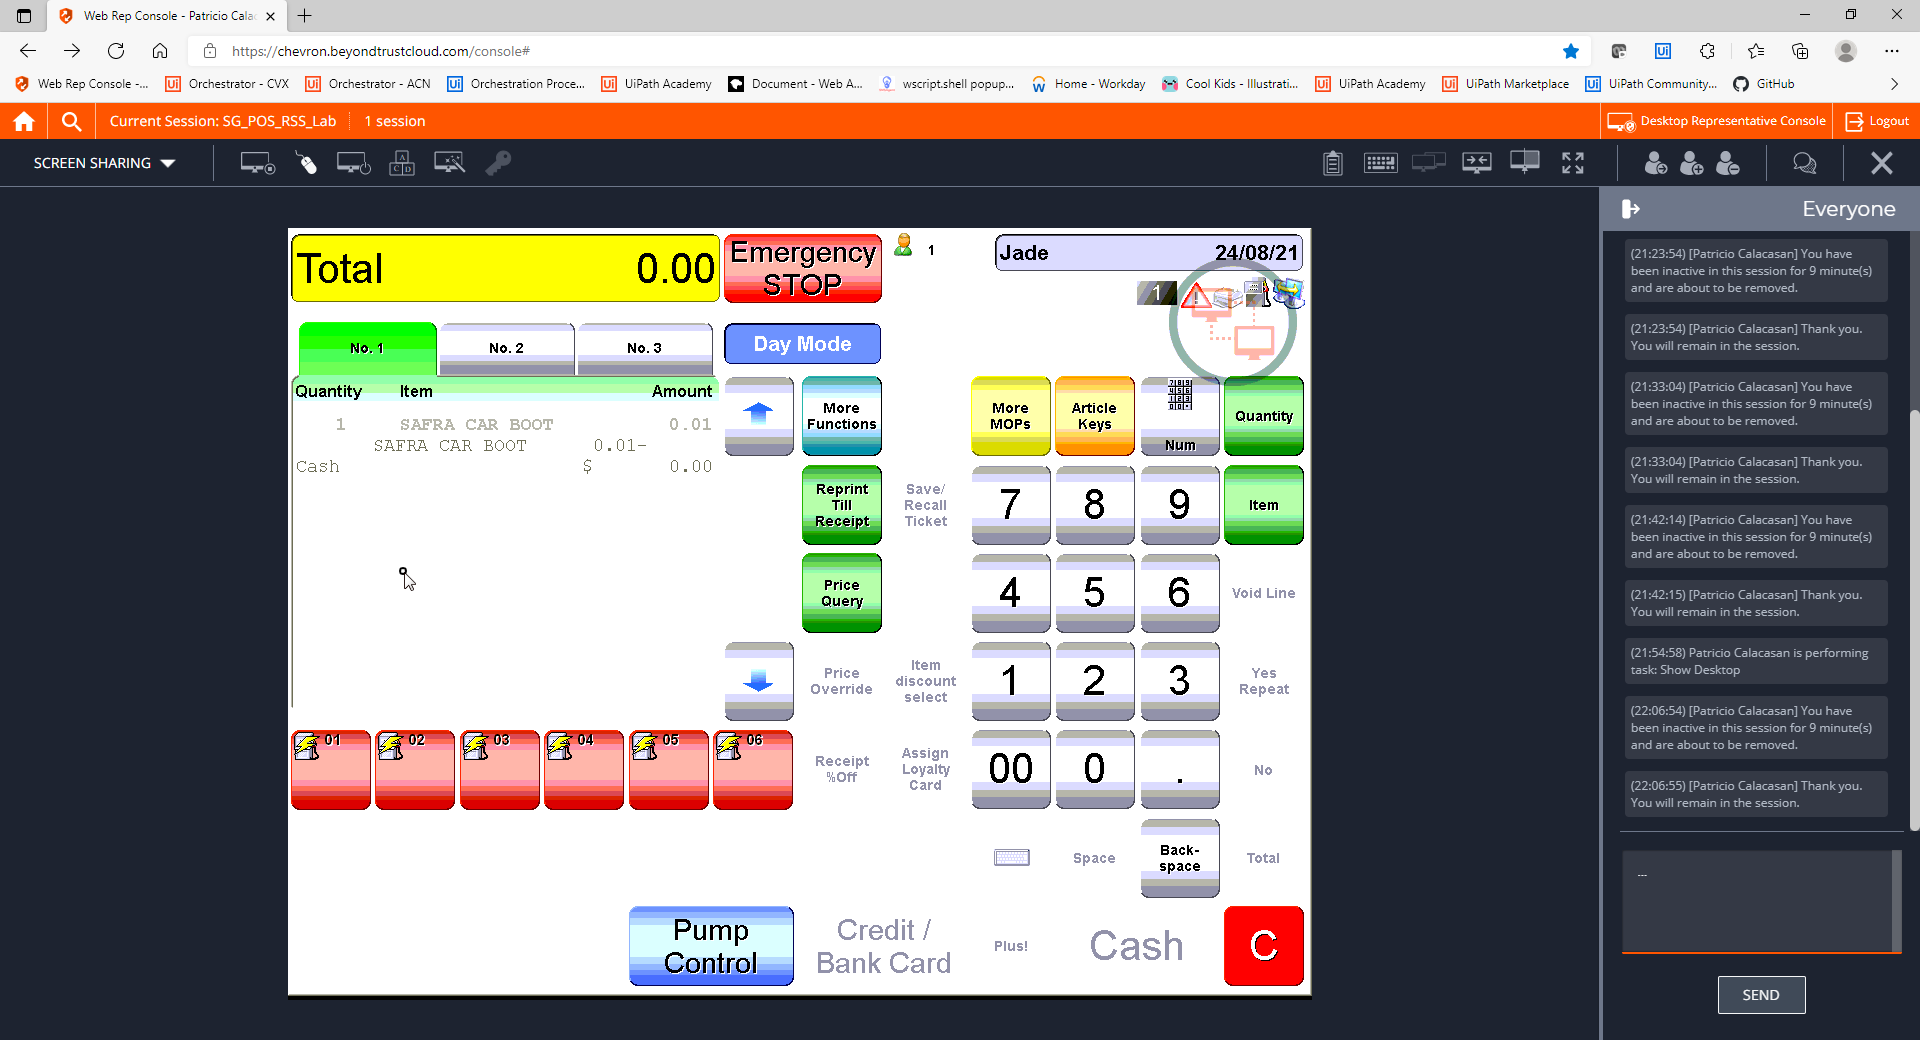 Web Rep Console - Patricio Cala
https://chevron.beyondtrustcloud.com/console#
Web Rep Console -...
Orchestrator - CVX
Orchestrator - ACN
Orchestration Proce...
UiPath Academy
Document - Web A...
wscript.shell popup...
Home - Workday
Cool Kids - Illustrati...
UiPath Academy
UiPath Marketplace
UiPath Community...
GitHub
Current Session: SG_POS_RSS_Lab
1 session
Desktop Representative Console
Logout
SCREEN SHARING
Everyone
Total 0.00
Emergency
STOP
1
Jade 24/08/21
1
No. 1
No. 2
No. 3
Day Mode
Quantity Item Amount
1 SAFRA CAR BOOT 0.01
SAFRA CAR BOOT 0.01-
Cash $ 0.00
More
Functions
More
MOPs
Article
Keys
Num
Quantity
Reprint
Till
Receipt
Save/
Recall
Ticket
7
8
9
Item
Price
Query
4
5
6
Void Line
Price
Override
Item
discount
select
1
2
3
Yes
Repeat
01
02
03
04
05
06
Receipt
%Off
Assign
Loyalty
Card
00
0
.
No
Space
Back-
space
Total
Pump
Control
Credit /
Bank Card
Plus!
Cash
C
(21:23:54) [Patricio Calacasan] You have
been inactive in this session for 9 minute(s)
and are about to be removed.
(21:23:54) [Patricio Calacasan] Thank you.
You will remain in the session.
(21:33:04) [Patricio Calacasan] You have
been inactive in this session for 9 minute(s)
and are about to be removed.
(21:33:04) [Patricio Calacasan] Thank you.
You will remain in the session.
(21:42:14) [Patricio Calacasan] You have
been inactive in this session for 9 minute(s)
and are about to be removed.
(21:42:15) [Patricio Calacasan] Thank you.
You will remain in the session.
(21:54:58) Patricio Calacasan is performing
task: Show Desktop
(22:06:54) [Patricio Calacasan] You have
been inactive in this session for 9 minute(s)
and are about to be removed.
(22:06:55) [Patricio Calacasan] Thank you.
You will remain in the session.
...
SEND